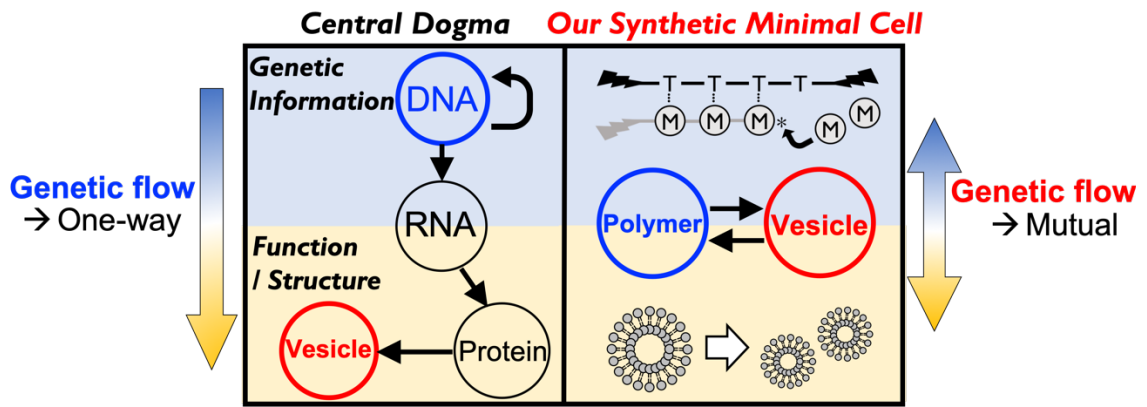 Central Dogma
Our Synthetic Minimal Cell
Genetic
Information
DNA
RNA
Function
/ Structure
Vesicle
Protein
Genetic flow
→ One-way
T T T T
M M M * M M
Polymer
Vesicle
Genetic flow
→ Mutual